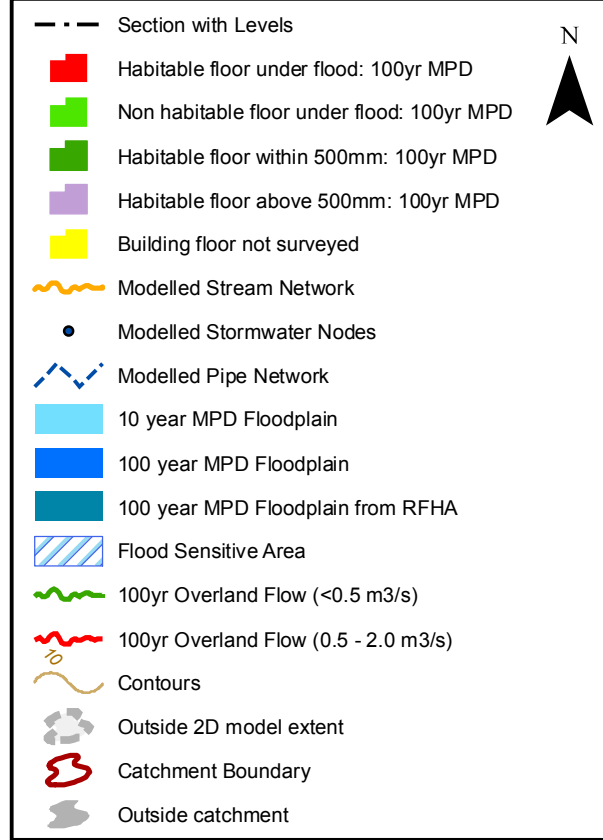 Section with Levels
N
Habitable floor under flood: 100yr MPD
Non habitable floor under flood: 100yr MPD
Habitable floor within 500mm: 100yr MPD
Habitable floor above 500mm: 100yr MPD
Building floor not surveyed
Modelled Stream Network
Modelled Stormwater Nodes
Modelled Pipe Network
10 year MPD Floodplain
100 year MPD Floodplain
100 year MPD Floodplain from RFHA
Flood Sensitive Area
100yr Overland Flow (<0.5 m3/s)
100yr Overland Flow (0.5 - 2.0 m3/s)
10
Contours
Outside 2D model extent
Catchment Boundary
Outside catchment